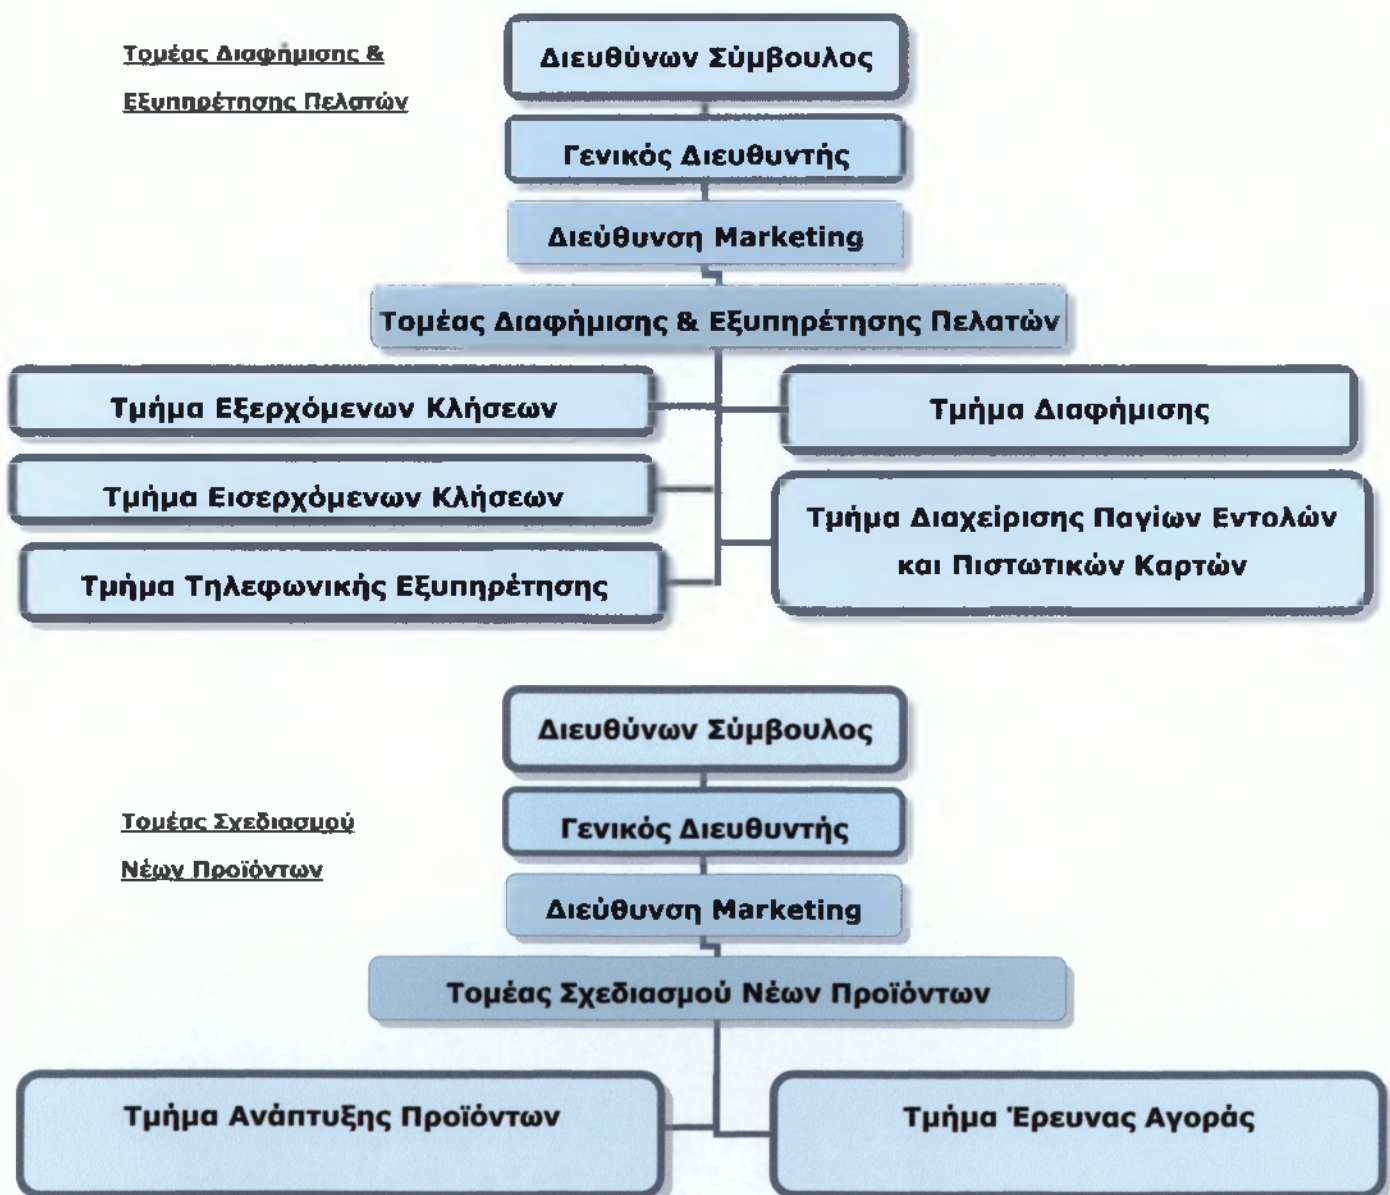 Τομέας Διαφήμισης &
Εξυπηρέτησης Πελατών
Διευθύνων Σύμβουλος
Γενικός Διευθυντής
Διεύθυνση Marketing
Τομέας Διαφήμισης & Εξυπηρέτησης Πελατών
Τμήμα Εξερχόμενων Κλήσεων
Τμήμα Διαφήμισης
Τμήμα Εισερχόμενων Κλήσεων
Τμήμα Διαχείρισης Παγίων Εντολών
και Πιστωτικών Καρτών
Τμήμα Τηλεφωνικής Εξυπηρέτησης
Διευθύνων Σύμβουλος
Τομέας Σχεδιασμού
Νέων Προϊόντων
Γενικός Διευθυντής
Διεύθυνση Marketing
Τομέας Σχεδιασμού Νέων Προϊόντων
Τμήμα Ανάπτυξης Προϊόντων
Τμήμα Έρευνας Αγοράς